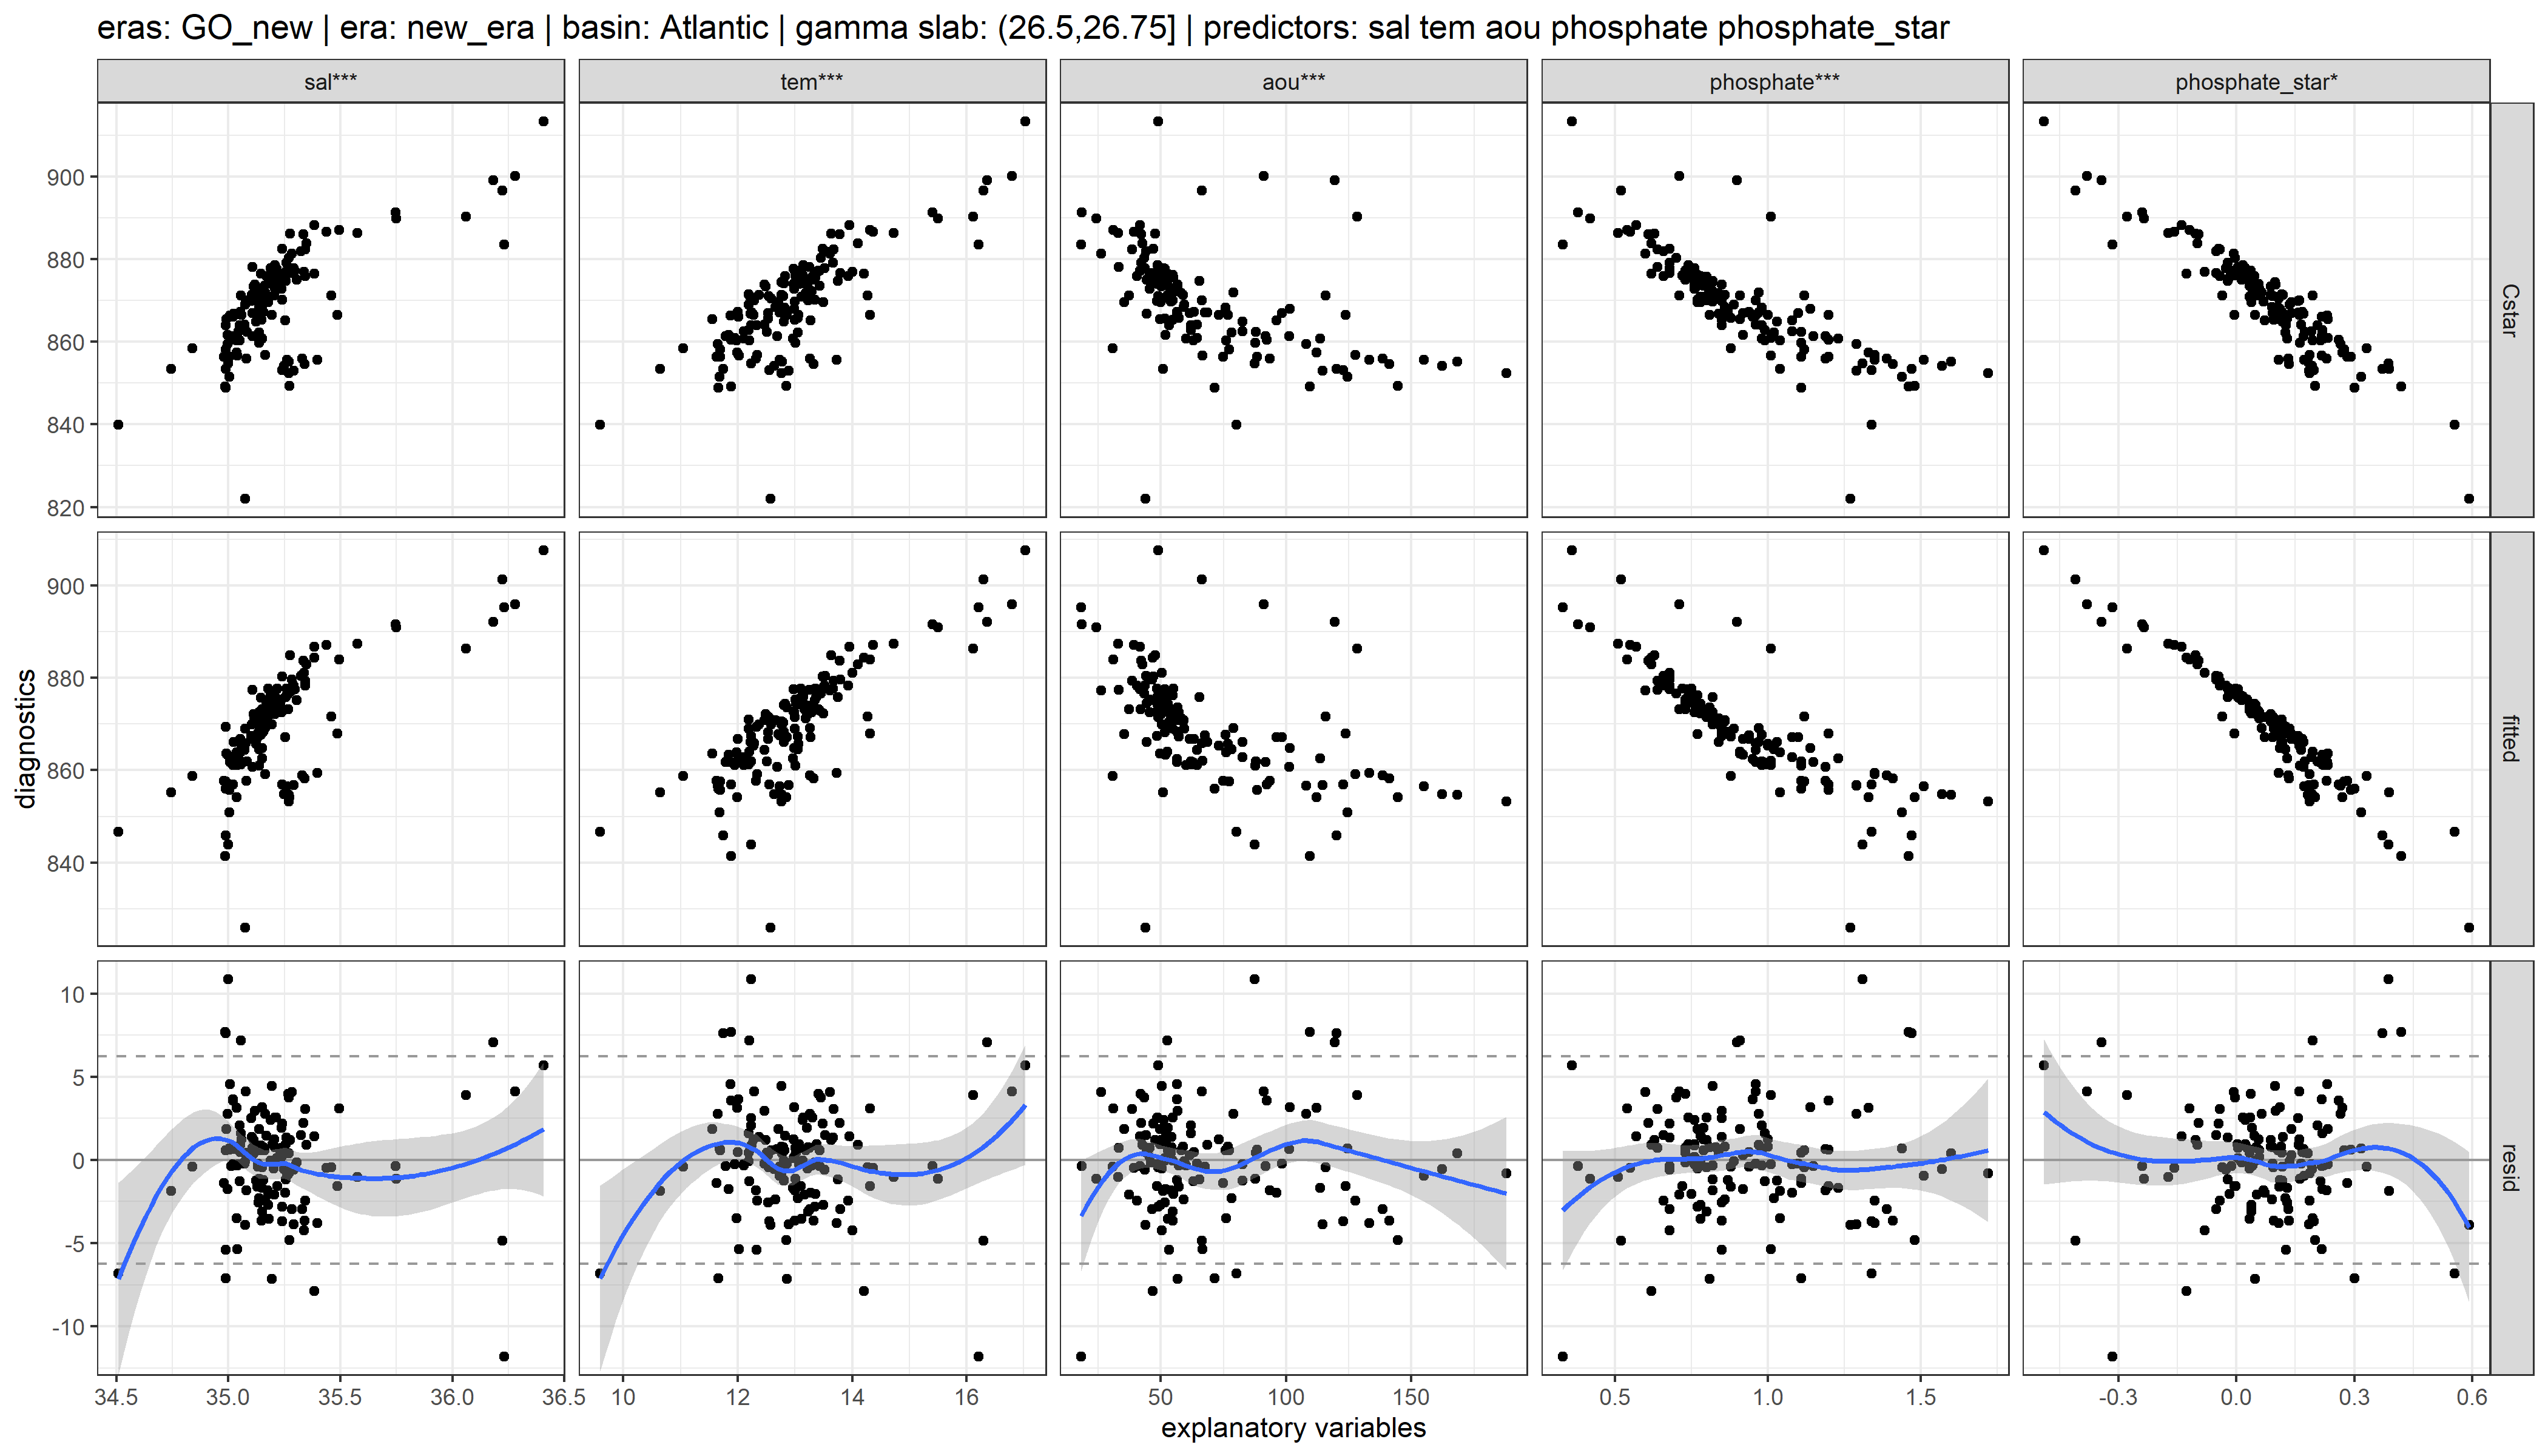 eras: GO_new | era: new_era | basin: Atlantic | gamma slab: (26.5,26.75] | predictors: sal tem aou phosphate phosphate_star
sal***
tem***
aou***
phosphate***
phosphate_star*
900
880
860
840
820
Cstar
900
880
860
840
fitted
diagnostics
10
5
0
-5
-10
resid
34.5 35.0 35.5 36.0 36.5
10 12 14 16
50 100 150
0.5 1.0 1.5
-0.3 0.0 0.3 0.6
explanatory variables